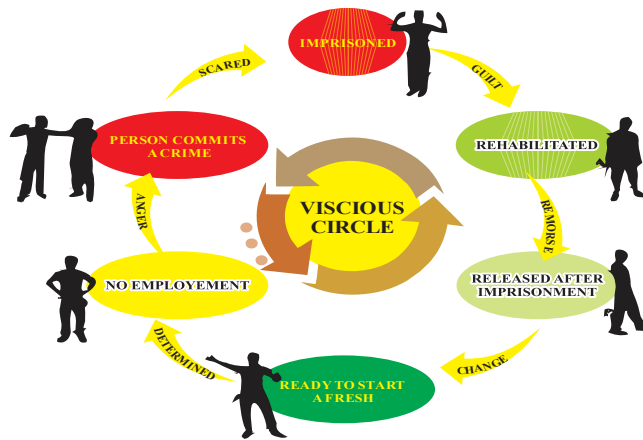 IMPRISONED
GUILT
REHABILITATED
REMORSE
RELEASED AFTER
IMPRISONMENT
CHANGE
READY TO START
A FRESH
DETERMINED
NO EMPLOYEMENT
ANGER
PERSON COMMITS
A CRIME
SCARED
VISCIOUS
CIRCLE